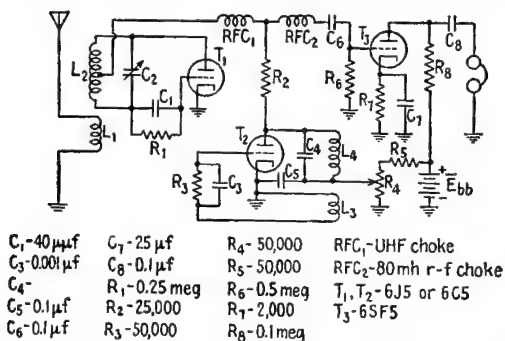 RFC₁ RFC₂ C₆ T₃ C₈
L₂ C₂ T₁ R₂ R₆ R₈
C₁ R₇ C₇
L₁ R₁ T₂ C₄ L₄ R₅
R₃ C₃ C₅ R₄ + Ebb -
L₃
C₁-40μμf C₇-25μf R₄-50,000 RFC₁-UHF choke
C₃-0.001μf C₈-0.1μf R₅-50,000 RFC₂-80mh r-f choke
C₄- R₁-0.25 meg R₆-0.5 meg T₁, T₂-6J5 or 6C5
C₅-0.1μf R₂-25,000 R₇-2,000 T₃-6SF5
C₆-0.1μf R₃-50,000 R₈-0.1 meg